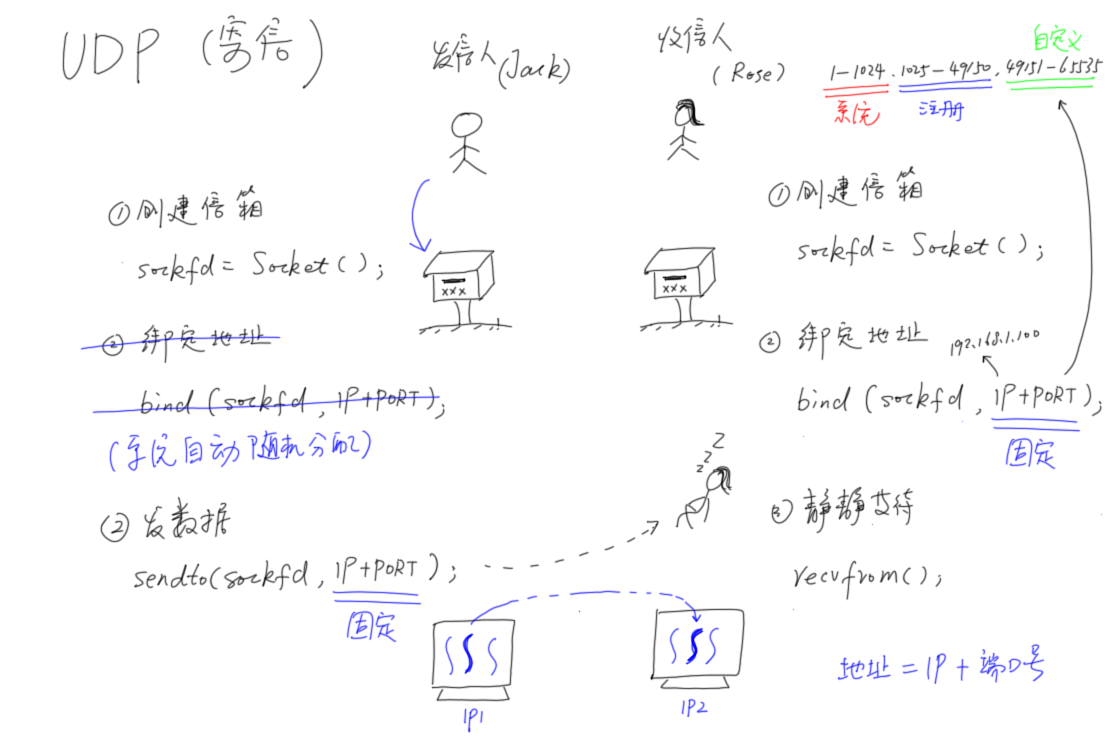 UDP (寄信)
发信人(Jack)
收信人
(Rose)
自定义
1-1024. 1025-49150. 49151-65535
系统 注册
① 创建信箱
sockfd = Socket();
② 绑定地址
bind (sockfd, IP+PORT);
(系统自动随机分配)
② 发数据
sendto(sockfd, IP+PORT);
固定
xxx
xxx
① 创建信箱
sockfd = Socket();
② 绑定地址
192.168.1.100
bind (sockfd, IP+PORT);
固定
z z z
③ 静静等待
recvfrom();
地址 = IP + 端口号
IP1
IP2